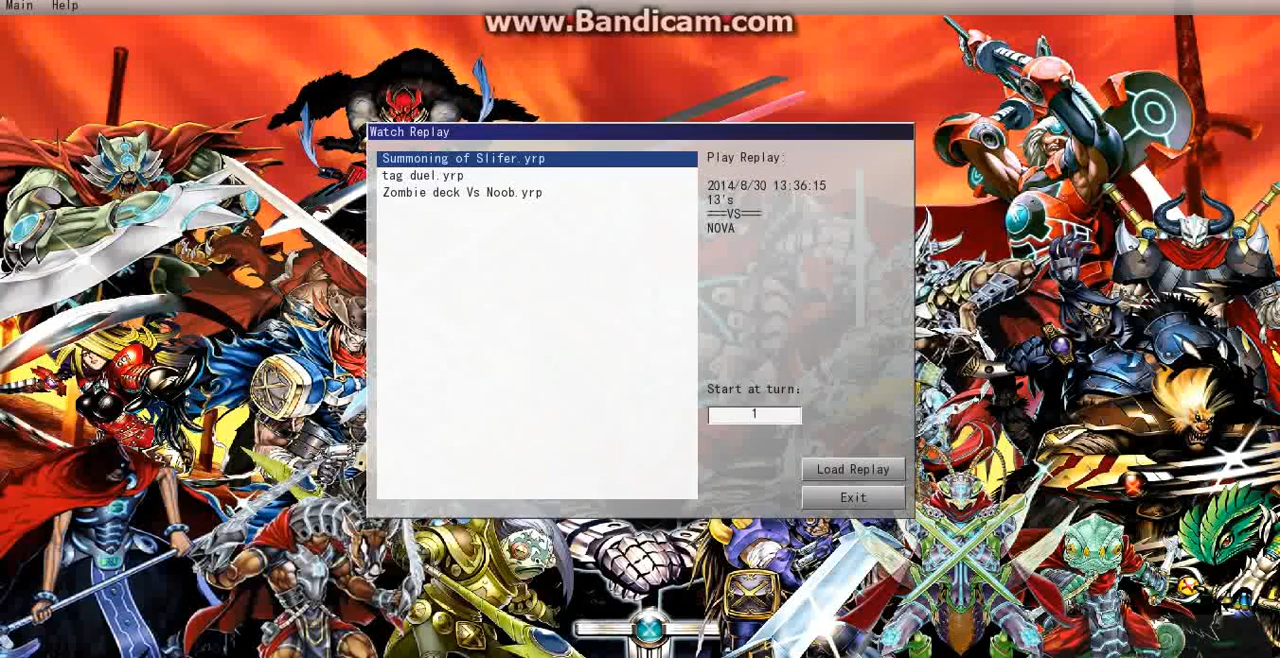 Main Help
www.Bandicam.com
Watch Replay
Summoning of Slifer.yrp
tag duel.yrp
Zombie deck Vs Noob.yrp
Play Replay:
2014/8/30 13:36:15
13's
===VS===
NOVA
Start at turn:
1
Load Replay
Exit